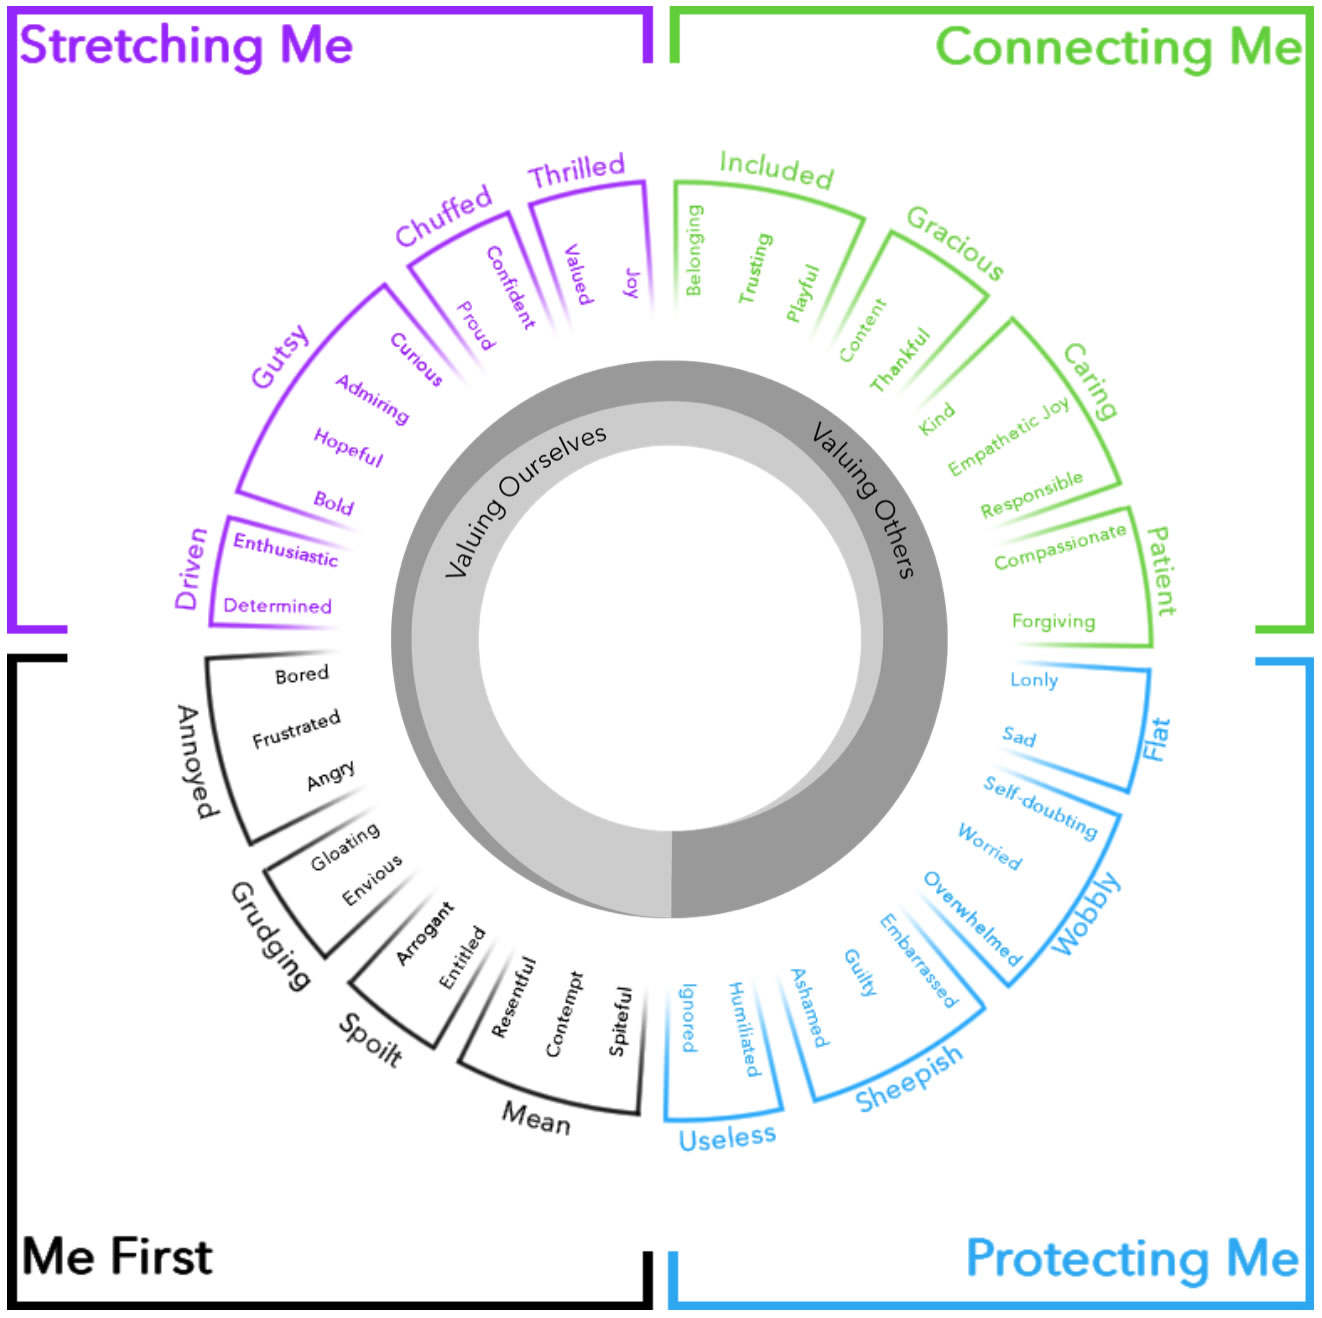 Stretching Me
Connecting Me
Thrilled
Valued
Joy
Chuffed
Proud
Confident
Gutsy
Curious
Admiring
Hopeful
Bold
Driven
Enthusiastic
Determined
Included
Belonging
Trusting
Playful
Gracious
Content
Thankful
Caring
Kind
Empathetic Joy
Responsible
Patient
Compassionate
Forgiving
Valuing Ourselves
Valuing Others
Annoyed
Bored
Frustrated
Angry
Grudging
Gloating
Envious
Spoilt
Arrogant
Entitled
Mean
Resentful
Contempt
Spiteful
Flat
Lonly
Sad
Wobbly
Self-doubting
Worried
Overwhelmed
Sheepish
Embarrassed
Guilty
Ashamed
Useless
Humiliated
Ignored
Me First
Protecting Me